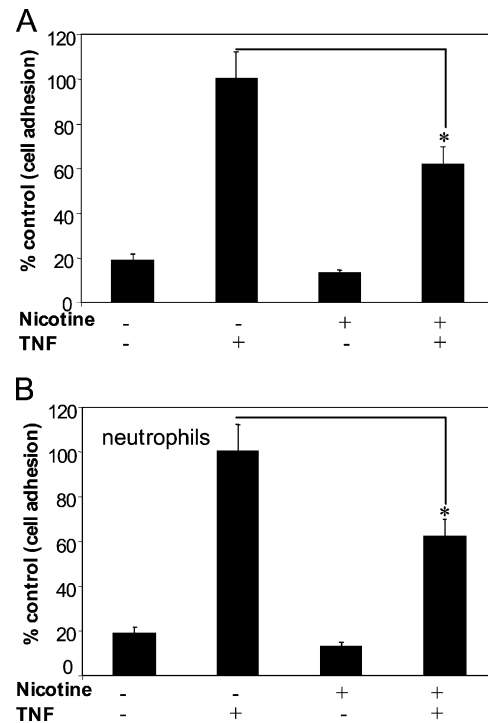 A
% control (cell adhesion)
120
100
80
60
40
20
0
*
Nicotine - - + +
TNF - + - +
B
% control (cell adhesion)
120
100
80
60
40
20
0
neutrophils
*
Nicotine - - + +
TNF - + - +